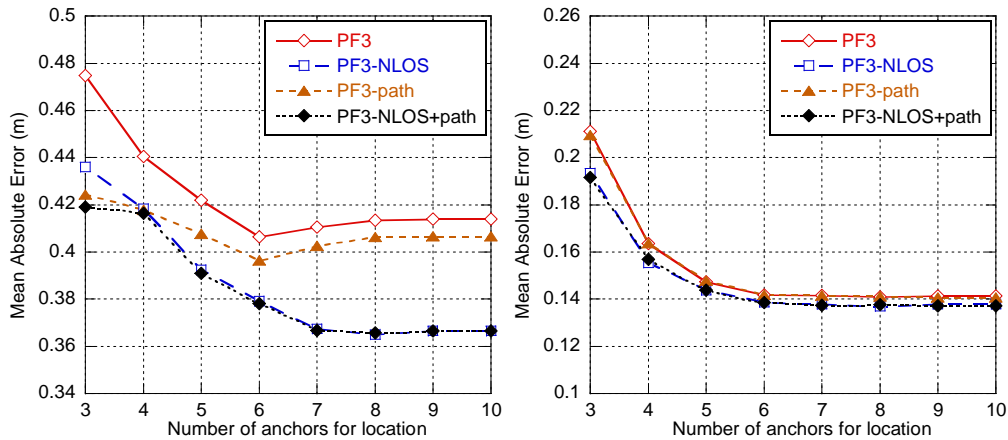 0.5
0.48
0.46
0.44
0.42
0.4
0.38
0.36
0.34
Mean Absolute Error (m)
3 4 5 6 7 8 9 10
Number of anchors for location
PF3
PF3-NLOS
PF3-path
PF3-NLOS+path
0.26
0.24
0.22
0.2
0.18
0.16
0.14
0.12
0.1
Mean Absolute Error (m)
3 4 5 6 7 8 9 10
Number of anchors for location
PF3
PF3-NLOS
PF3-path
PF3-NLOS+path